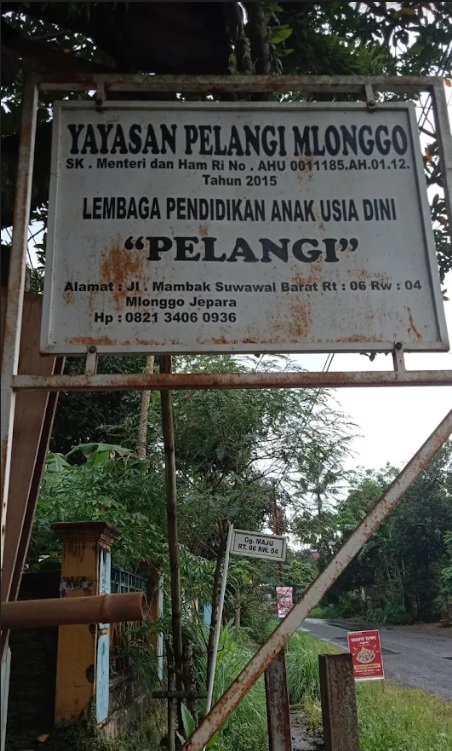 YAYASAN PELANGI MLONGGO
SK . Menteri dan Ham Ri No . AHU 0011185.AH.01.12.
Tahun 2015
LEMBAGA PENDIDIKAN ANAK USIA DINI
“PELANGI”
Alamat : Jl . Mambak Suwawal Barat Rt : 06 Rw : 04
Mlonggo Jepara
Hp : 0821 3406 0936
Gg. MAJU
RT. 06 RW. 04